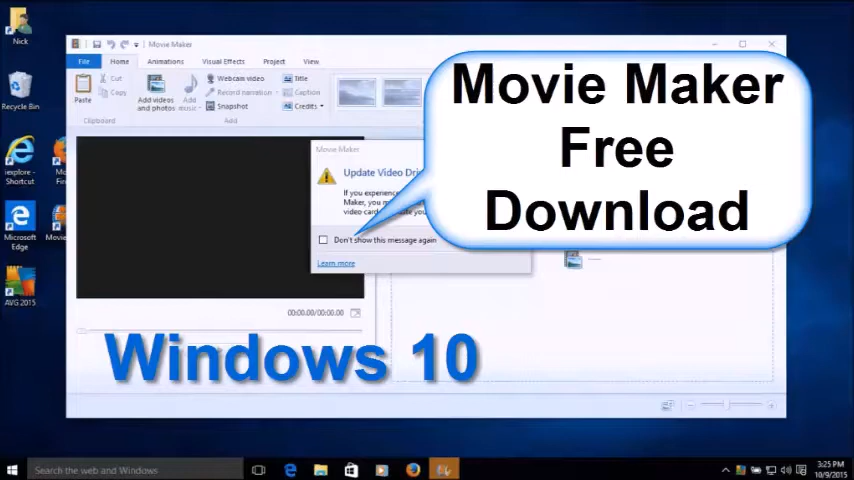 Nick
Recycle Bin
iexplore -
Shortcut
Microsoft
Edge
AVG 2015
Movie Maker
File
Home
Animations
Visual Effects
Project
View
Paste
Cut
Copy
Clipboard
Add videos
and photos
Add
music
Webcam video
Record narration
Snapshot
Add
Title
Caption
Credits
Movie Maker
Free
Download
Movie Maker
Update Video Dri
If you experienc
Maker, you m
video car
Don't show this message again
Learn more
00:00.00/00:00.00
Windows 10
Search the web and Windows
3:25 PM
10/9/2015